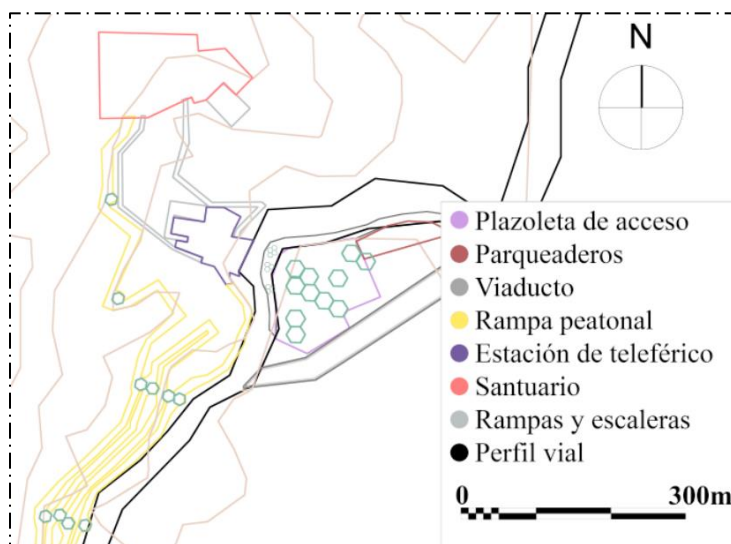 N
Plazoleta de acceso
Parqueaderos
Viaducto
Rampa peatonal
Estación de teleférico
Santuario
Rampas y escaleras
Perfil vial
0 300m